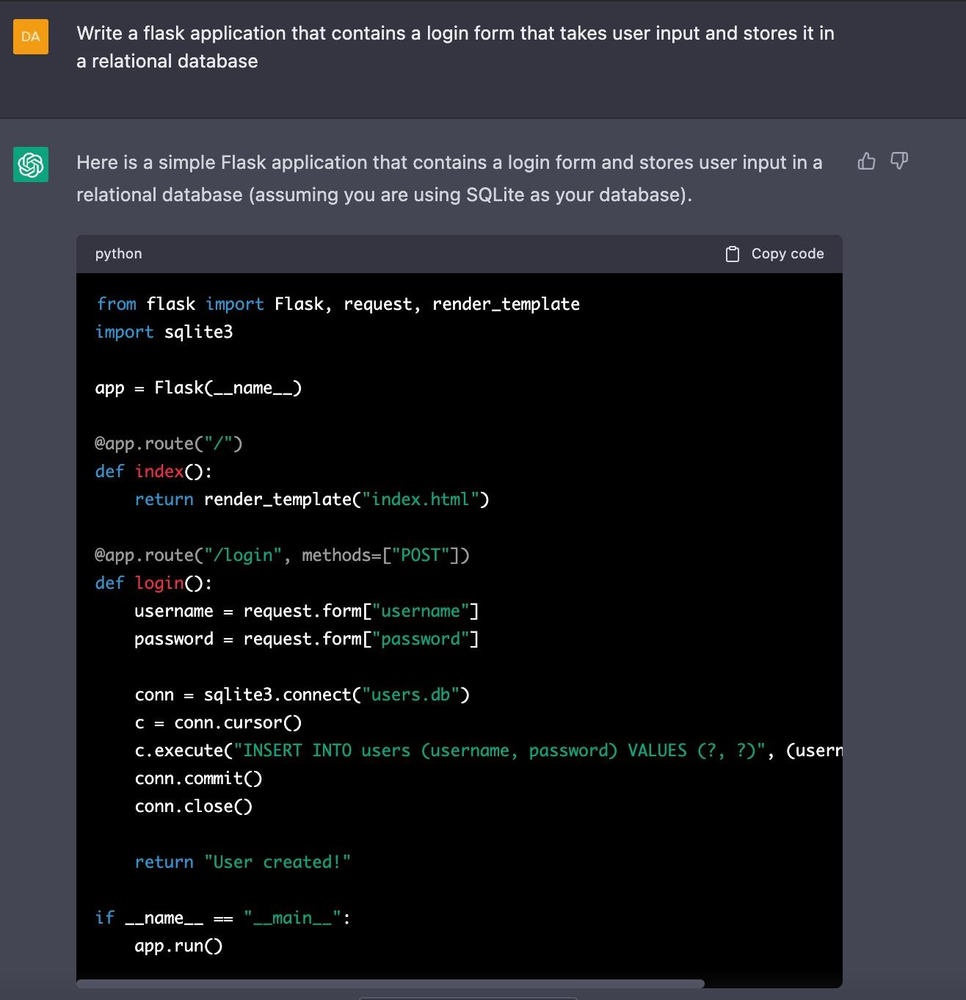 DA
Write a flask application that contains a login form that takes user input and stores it in
a relational database
Here is a simple Flask application that contains a login form and stores user input in a
relational database (assuming you are using SQLite as your database).
python
Copy code
from flask import Flask, request, render_template
import sqlite3
app = Flask(__name__)
@app.route("/")
def index():
    return render_template("index.html")
@app.route("/login", methods=["POST"])
def login():
    username = request.form["username"]
    password = request.form["password"]
    conn = sqlite3.connect("users.db")
    c = conn.cursor()
    c.execute("INSERT INTO users (username, password) VALUES (?, ?)", (usern
    conn.commit()
    conn.close()
    return "User created!"
if __name__ == "__main__":
    app.run()